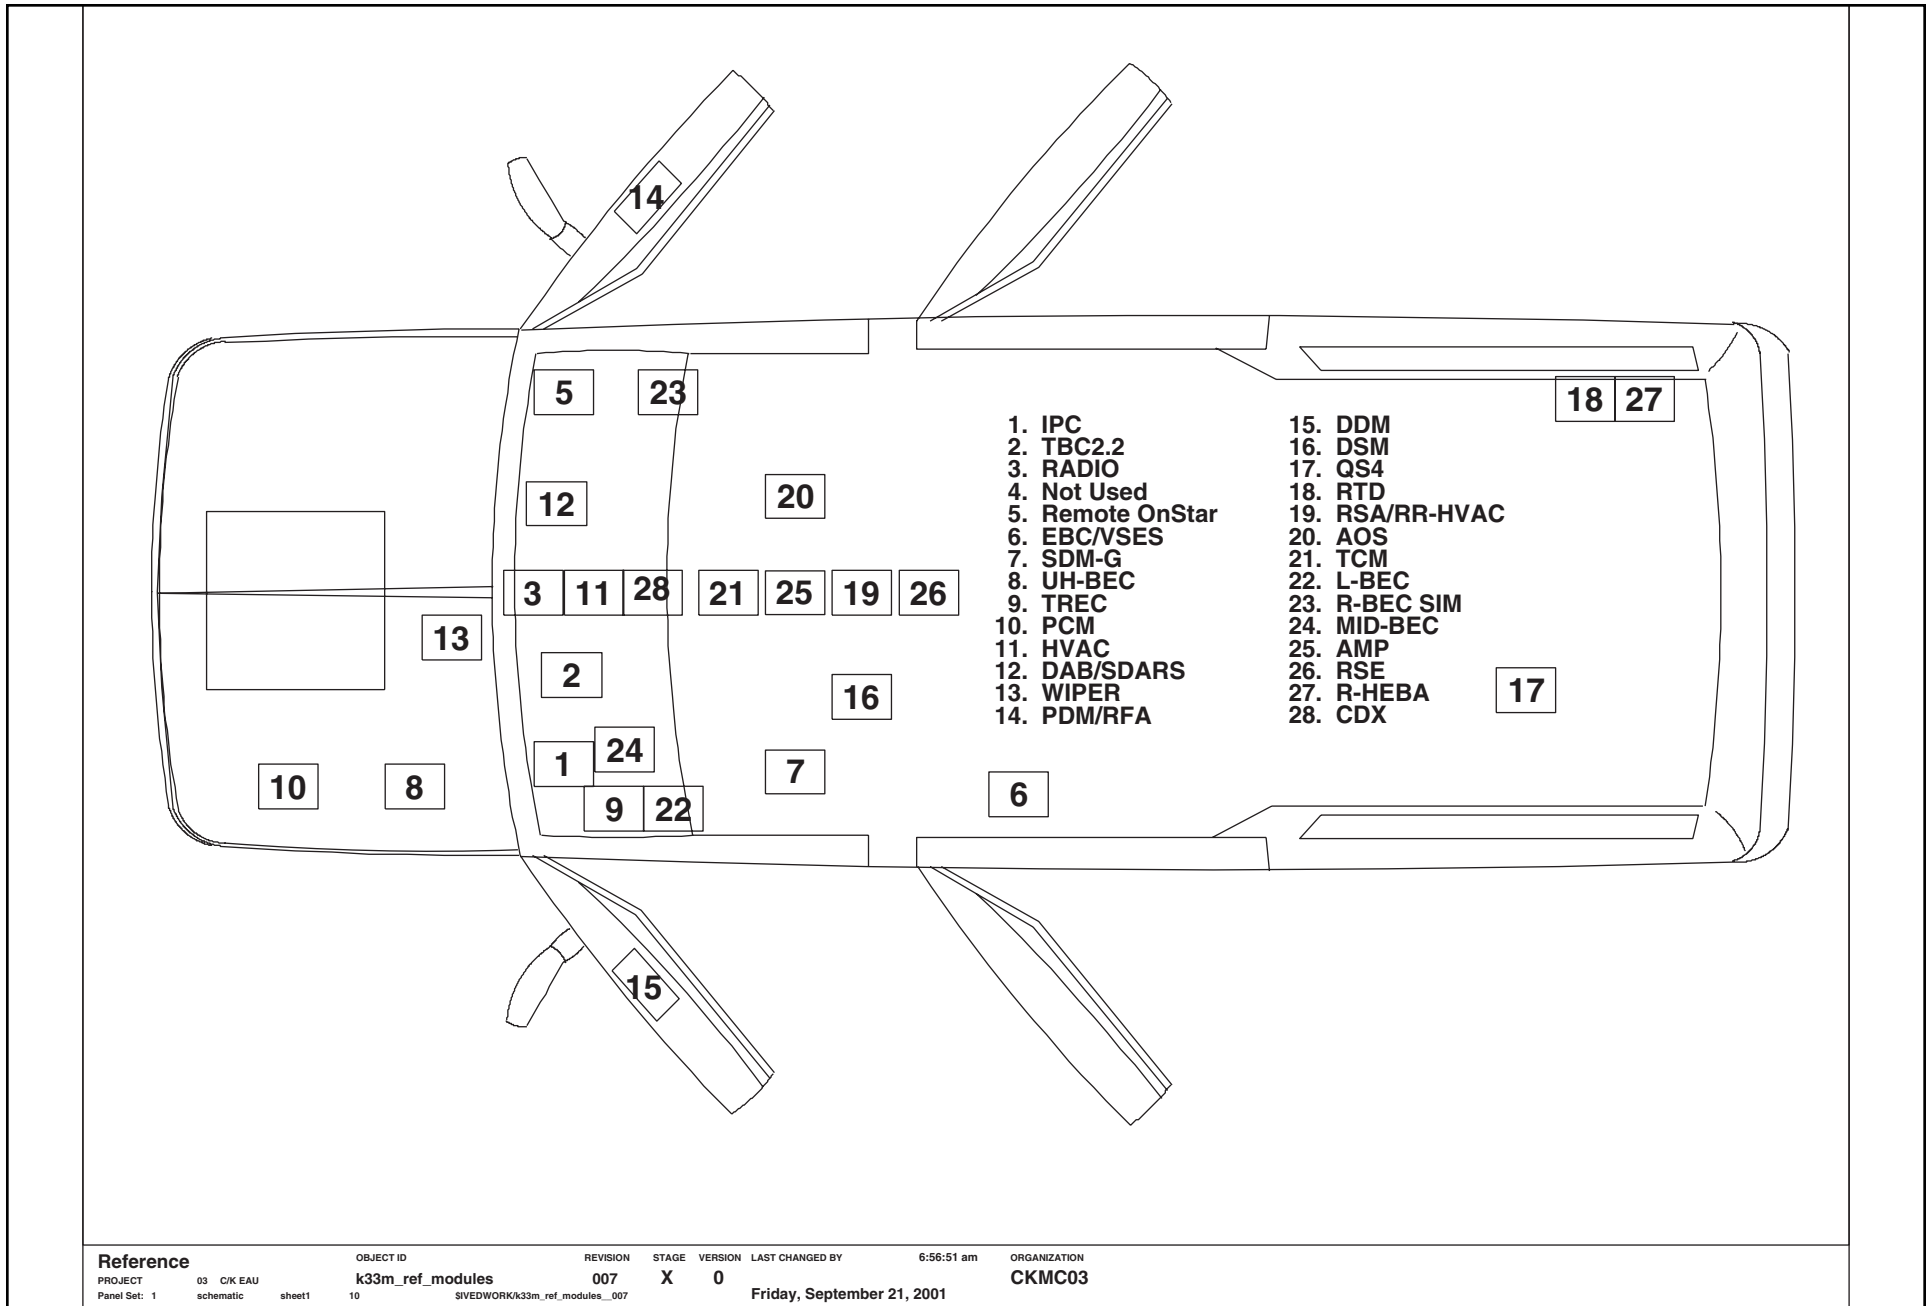 14
5
23
18 27
12
20
3 11 28 21 25 19 26
13
2
16
17
24
1
7
10
8
9 22
6
15
1. IPC
2. TBC2.2
3. RADIO
4. Not Used
5. Remote OnStar
6. EBC/VSES
7. SDM-G
8. UH-BEC
9. TREC
10. PCM
11. HVAC
12. DAB/SDARS
13. WIPER
14. PDM/RFA
15. DDM
16. DSM
17. QS4
18. RTD
19. RSA/RR-HVAC
20. AOS
21. TCM
22. L-BEC
23. R-BEC SIM
24. MID-BEC
25. AMP
26. RSE
27. R-HEBA
28. CDX
Reference OBJECT ID REVISION STAGE VERSION LAST CHANGED BY 6:56:51 am ORGANIZATION
PROJECT 03 C/K EAU k33m_ref_modules 007 X 0 CKMC03
Panel Set: 1 schematic sheet1 10 $IVEDWORK/k33m_ref_modules__007 Friday, September 21, 2001